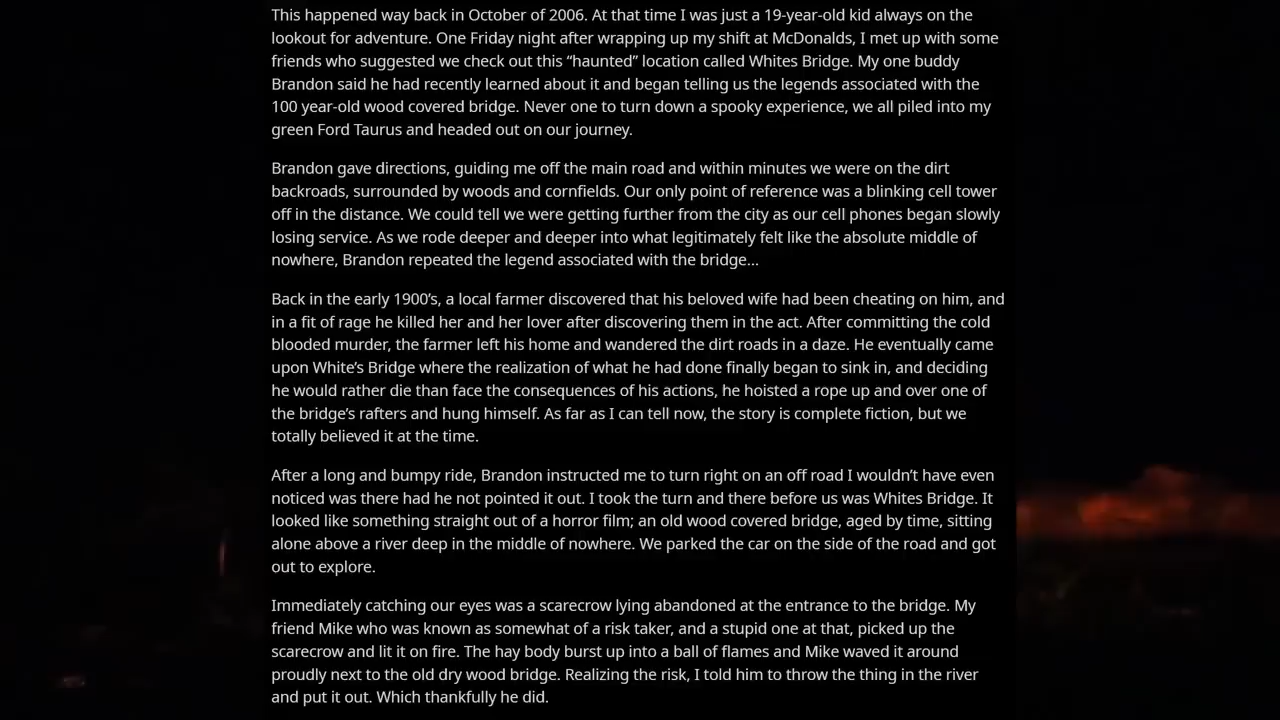 This happened way back in October of 2006. At that time I was just a 19-year-old kid always on the
lookout for adventure. One Friday night after wrapping up my shift at McDonalds, I met up with some
friends who suggested we check out this “haunted” location called Whites Bridge. My one buddy
Brandon said he had recently learned about it and began telling us the legends associated with the
100 year-old wood covered bridge. Never one to turn down a spooky experience, we all piled into my
green Ford Taurus and headed out on our journey.
Brandon gave directions, guiding me off the main road and within minutes we were on the dirt
backroads, surrounded by woods and cornfields. Our only point of reference was a blinking cell tower
off in the distance. We could tell we were getting further from the city as our cell phones began slowly
losing service. As we rode deeper and deeper into what legitimately felt like the absolute middle of
nowhere, Brandon repeated the legend associated with the bridge...
Back in the early 1900’s, a local farmer discovered that his beloved wife had been cheating on him, and
in a fit of rage he killed her and her lover after discovering them in the act. After committing the cold
blooded murder, the farmer left his home and wandered the dirt roads in a daze. He eventually came
upon White’s Bridge where the realization of what he had done finally began to sink in, and deciding
he would rather die than face the consequences of his actions, he hoisted a rope up and over one of
the bridge’s rafters and hung himself. As far as I can tell now, the story is complete fiction, but we
totally believed it at the time.
After a long and bumpy ride, Brandon instructed me to turn right on an off road I wouldn’t have even
noticed was there had he not pointed it out. I took the turn and there before us was Whites Bridge. It
looked like something straight out of a horror film; an old wood covered bridge, aged by time, sitting
alone above a river deep in the middle of nowhere. We parked the car on the side of the road and got
out to explore.
Immediately catching our eyes was a scarecrow lying abandoned at the entrance to the bridge. My
friend Mike who was known as somewhat of a risk taker, and a stupid one at that, picked up the
scarecrow and lit it on fire. The hay body burst up into a ball of flames and Mike waved it around
proudly next to the old dry wood bridge. Realizing the risk, I told him to throw the thing in the river
and put it out. Which thankfully he did.